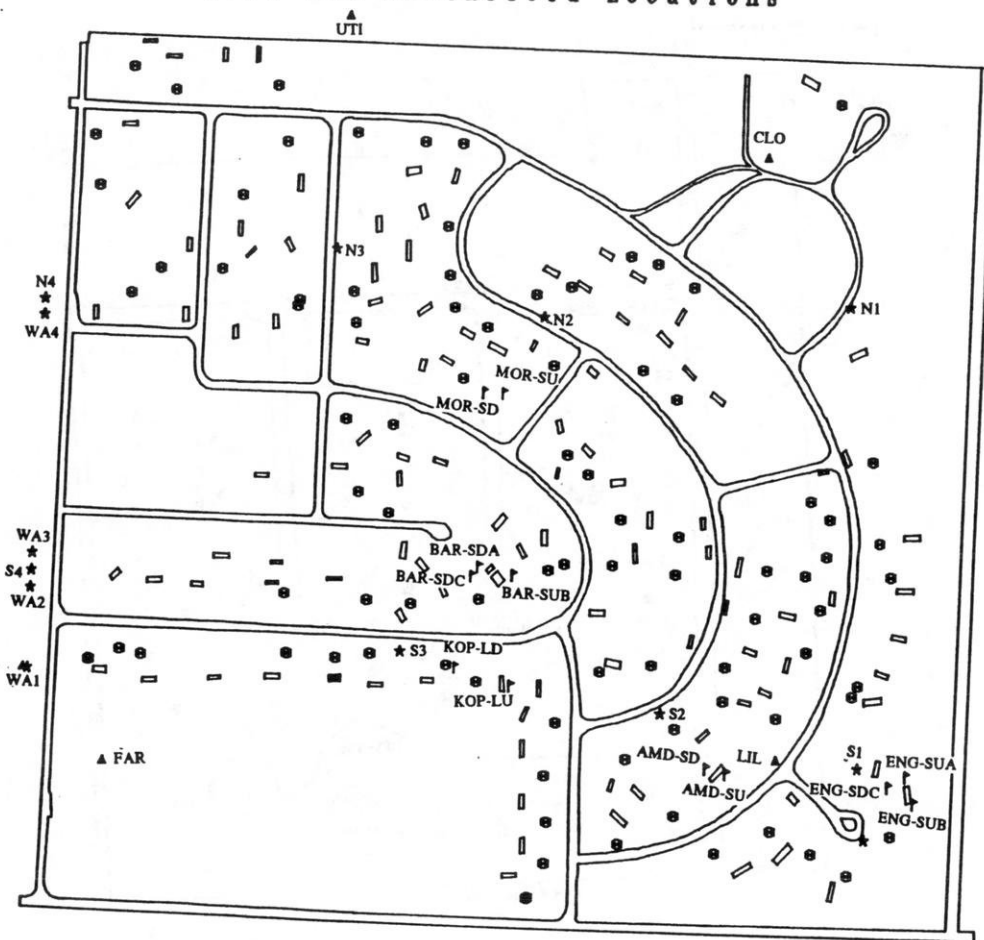 Locations
UTI
CLO
N4
N3
N1
WA4
N2
MOR-SU
MOR-SD
WA3
BAR-SDA
S4
BAR-SDC
WA2
BAR-SUB
S3
KOP-LD
WA1
KOP-LU
S2
FAR
AMD-SD
LIL
S1
ENG-SUA
AMD-SU
ENG-SDC
ENG-SUB